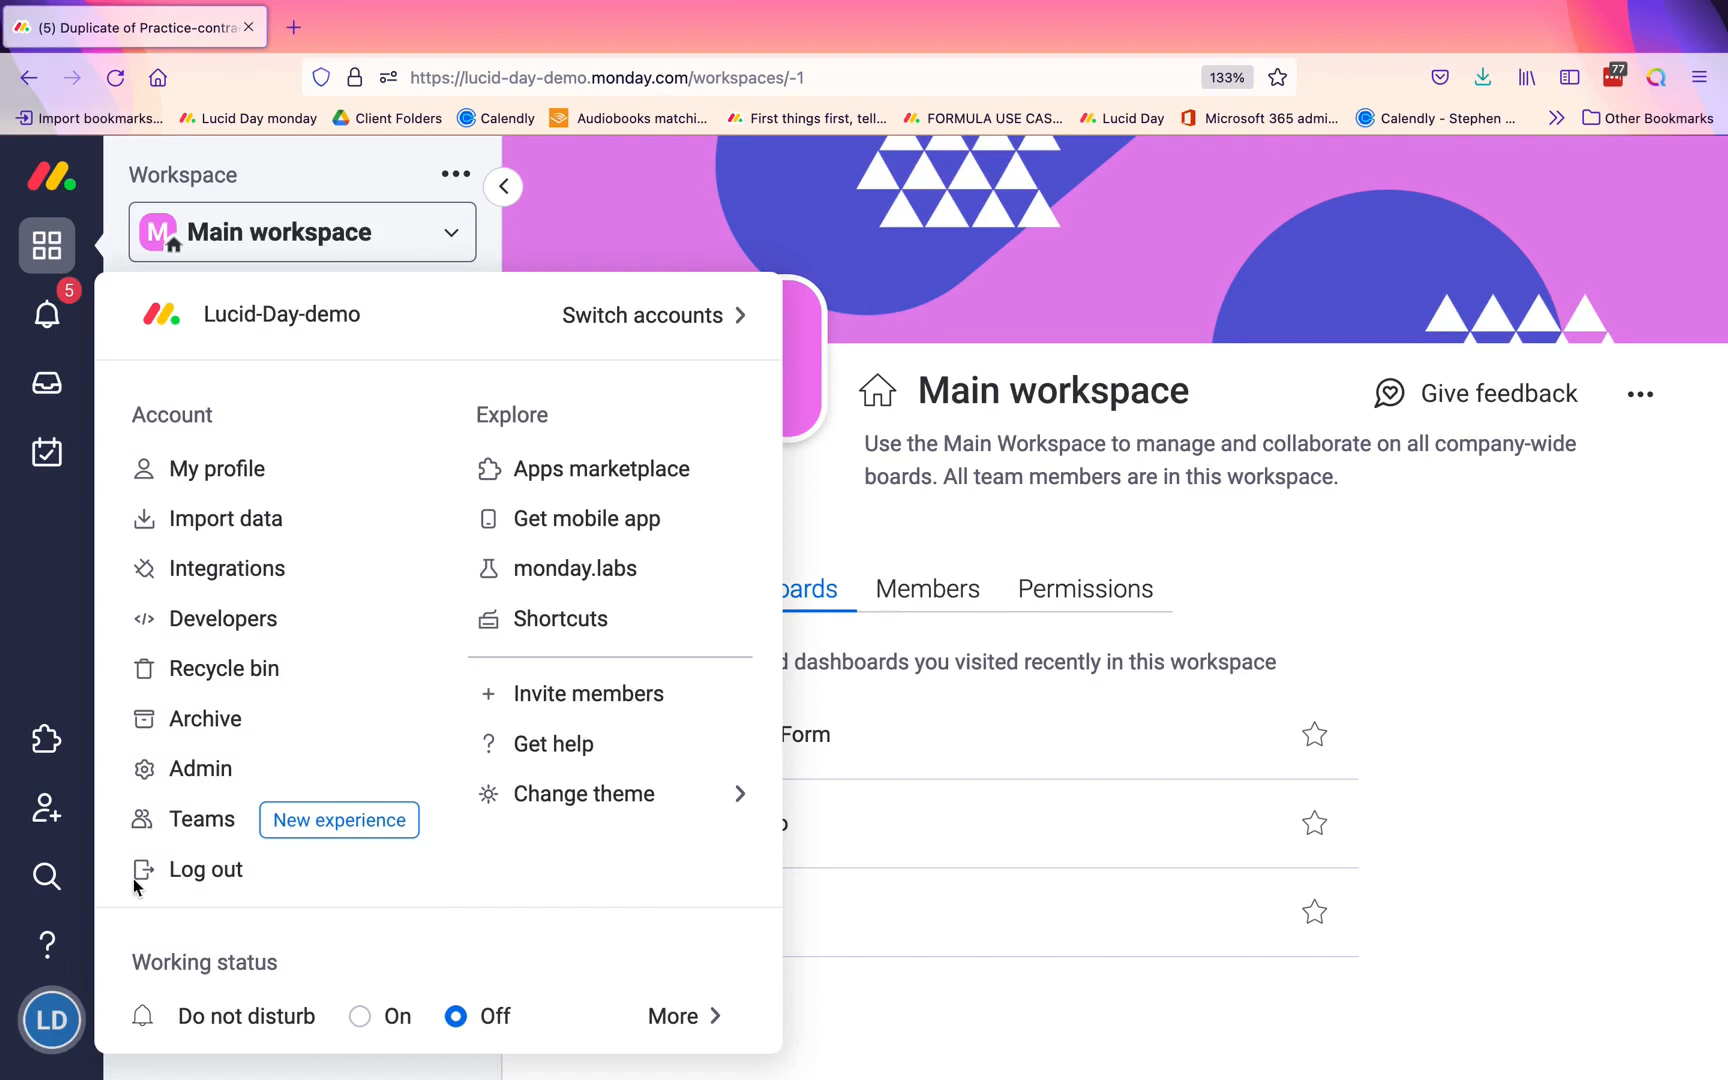 (5) Duplicate of Practice-contra
https://lucid-day-demo.monday.com/workspaces/-1
133%
77
Import bookmarks...
Lucid Day monday
Client Folders
Calendly
Audiobooks matchi...
First things first, tell...
FORMULA USE CAS...
Lucid Day
Microsoft 365 admi...
Calendly - Stephen ...
Other Bookmarks
Workspace
M
Main workspace
5
Lucid-Day-demo
Switch accounts
Account
My profile
Import data
Integrations
Developers
Recycle bin
Archive
Admin
Teams
New experience
Log out
Explore
Apps marketplace
Get mobile app
monday.labs
Shortcuts
Invite members
Get help
Change theme
Working status
Do not disturb
On
Off
More
LD
Main workspace
Give feedback
Use the Main Workspace to manage and collaborate on all company-wide
boards. All team members are in this workspace.
oards
Members
Permissions
d dashboards you visited recently in this workspace
Form